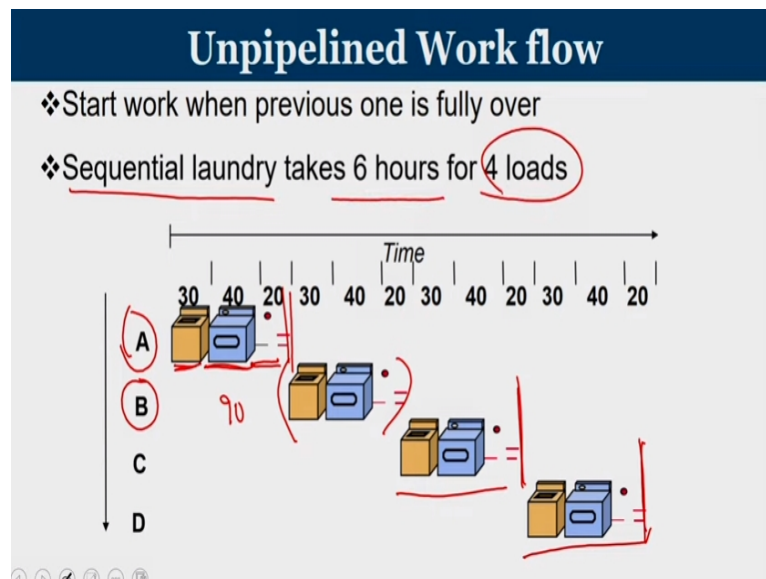 Unpipelined Work flow
❖Start work when previous one is fully over
❖Sequential laundry takes 6 hours for 4 loads
Time
30 40 20 30 40 20 30 40 20 30 40 20
A
B
90
C
D